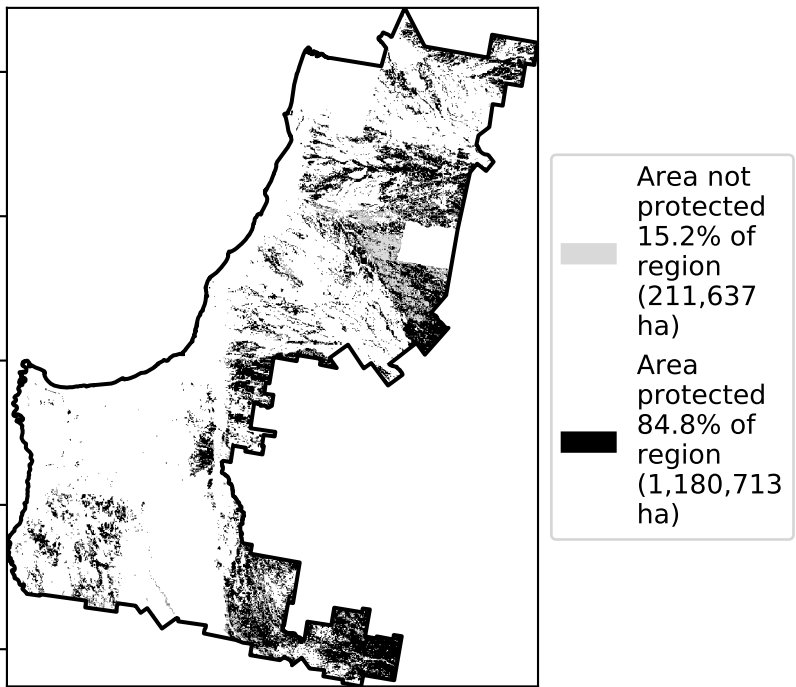 Area not
protected
15.2% of
region
(211,637
ha)
Area
protected
84.8% of
region
(1,180,713
ha)